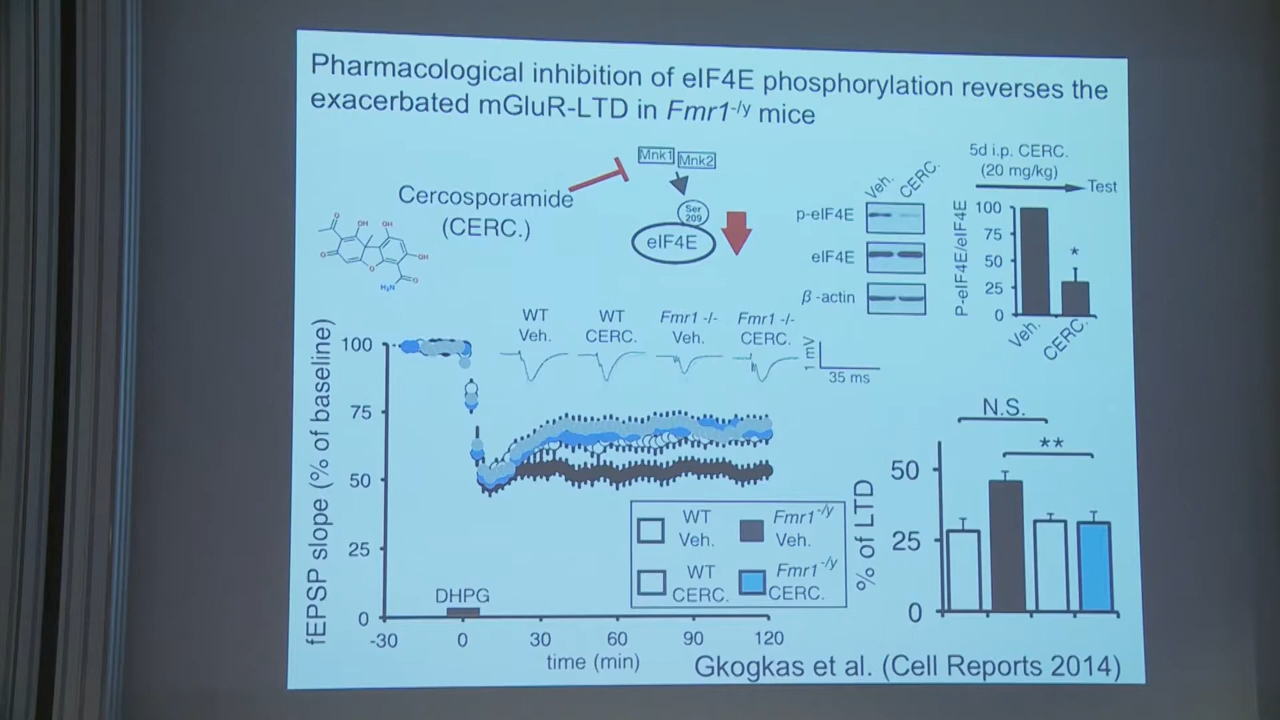 Pharmacological inhibition of eIF4E phosphorylation reverses the
exacerbated mGluR-LTD in Fmr1-/y mice
Cercosporamide
(CERC.)
Mnk1
Mnk2
Ser
209
eIF4E
Veh.
CERC.
p-eIF4E
eIF4E
β-actin
5d i.p. CERC.
(20 mg/kg)
Test
P-eIF4E/eIF4E
100
75
50
25
0
*
Veh.
CERC.
O
OH
OH
O
O
OH
O
H₂N
fEPSP slope (% of baseline)
100
75
50
25
0
WT
Veh.
WT
CERC.
Fmr1 -/-
Veh.
Fmr1 -/-
CERC.
1 mV
35 ms
DHPG
-30
0
30
60
90
120
time (min)
WT
Veh.
Fmr1-/y
Veh.
WT
CERC.
Fmr1-/y
CERC.
% of LTD
50
25
0
N.S.
**
Gkogkas et al. (Cell Reports 2014)